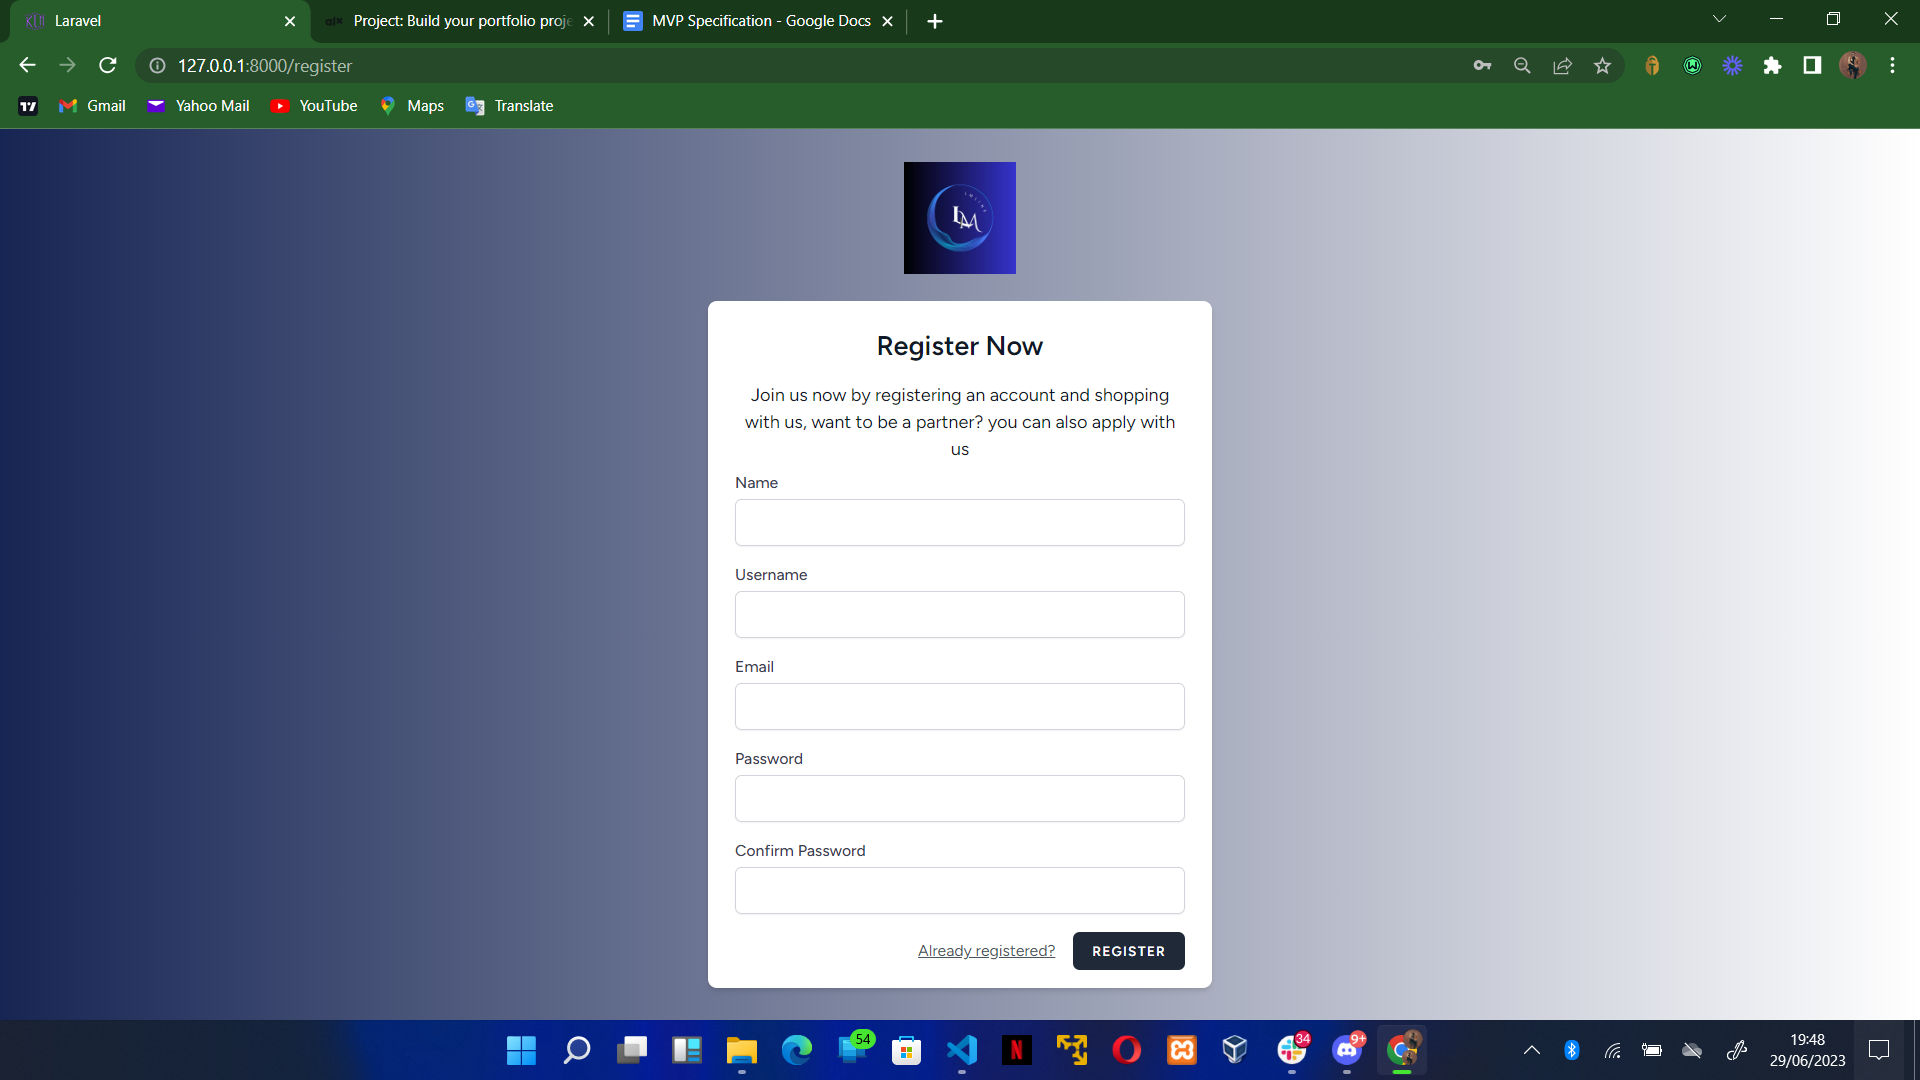 Laravel
Project: Build your portfolio proje
MVP Specification - Google Docs
127.0.0.1:8000/register
Gmail
Yahoo Mail
YouTube
Maps
Translate
LM
Register Now
Join us now by registering an account and shopping
with us, want to be a partner? you can also apply with
us
Name
Username
Email
Password
Confirm Password
Already registered?
REGISTER
54
34
9+
19:48
29/06/2023